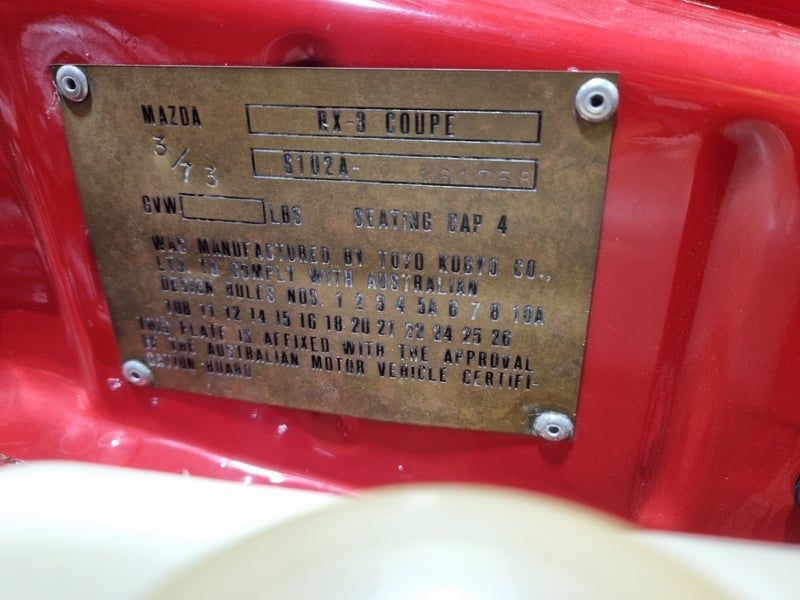 MAZDA RX-3 COUPE
3/73 S102A-
GVW LBS SEATING CAP 4
WAS MANUFACTURED BY TOYO KOGYO CO.,
LTD. TO COMPLY WITH AUSTRALIAN
DESIGN RULES NOS. 1 2 3 4 5A 6 7 8 10A
10B 11 12 14 15 16 18 20 21 22 24 25 26
THIS PLATE IS AFFIXED WITH THE APPROVAL
OF THE AUSTRALIAN MOTOR VEHICLE CERTIFI-
CATION BOARD